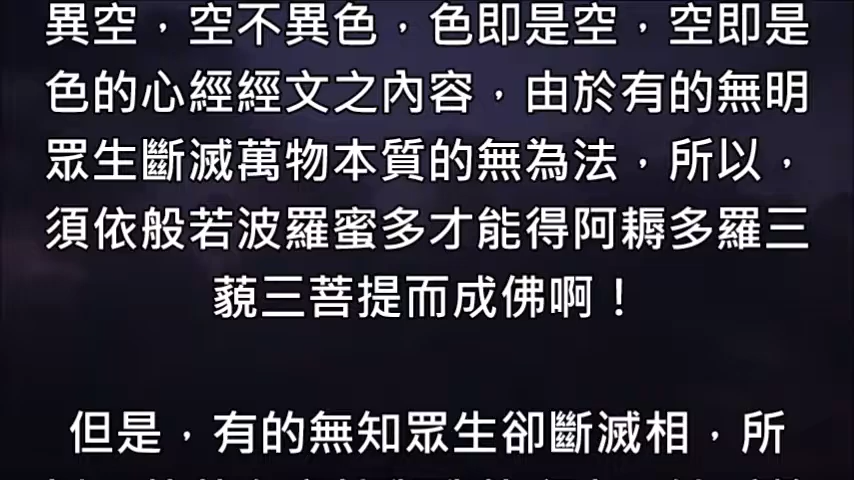 異空，空不異色，色即是空，空即是
色的心經經文之內容，由於有的無明
眾生斷滅萬物本質的無為法，所以，
須依般若波羅蜜多才能得阿耨多羅三
藐三菩提而成佛啊！
但是，有的無知眾生卻斷滅相，所